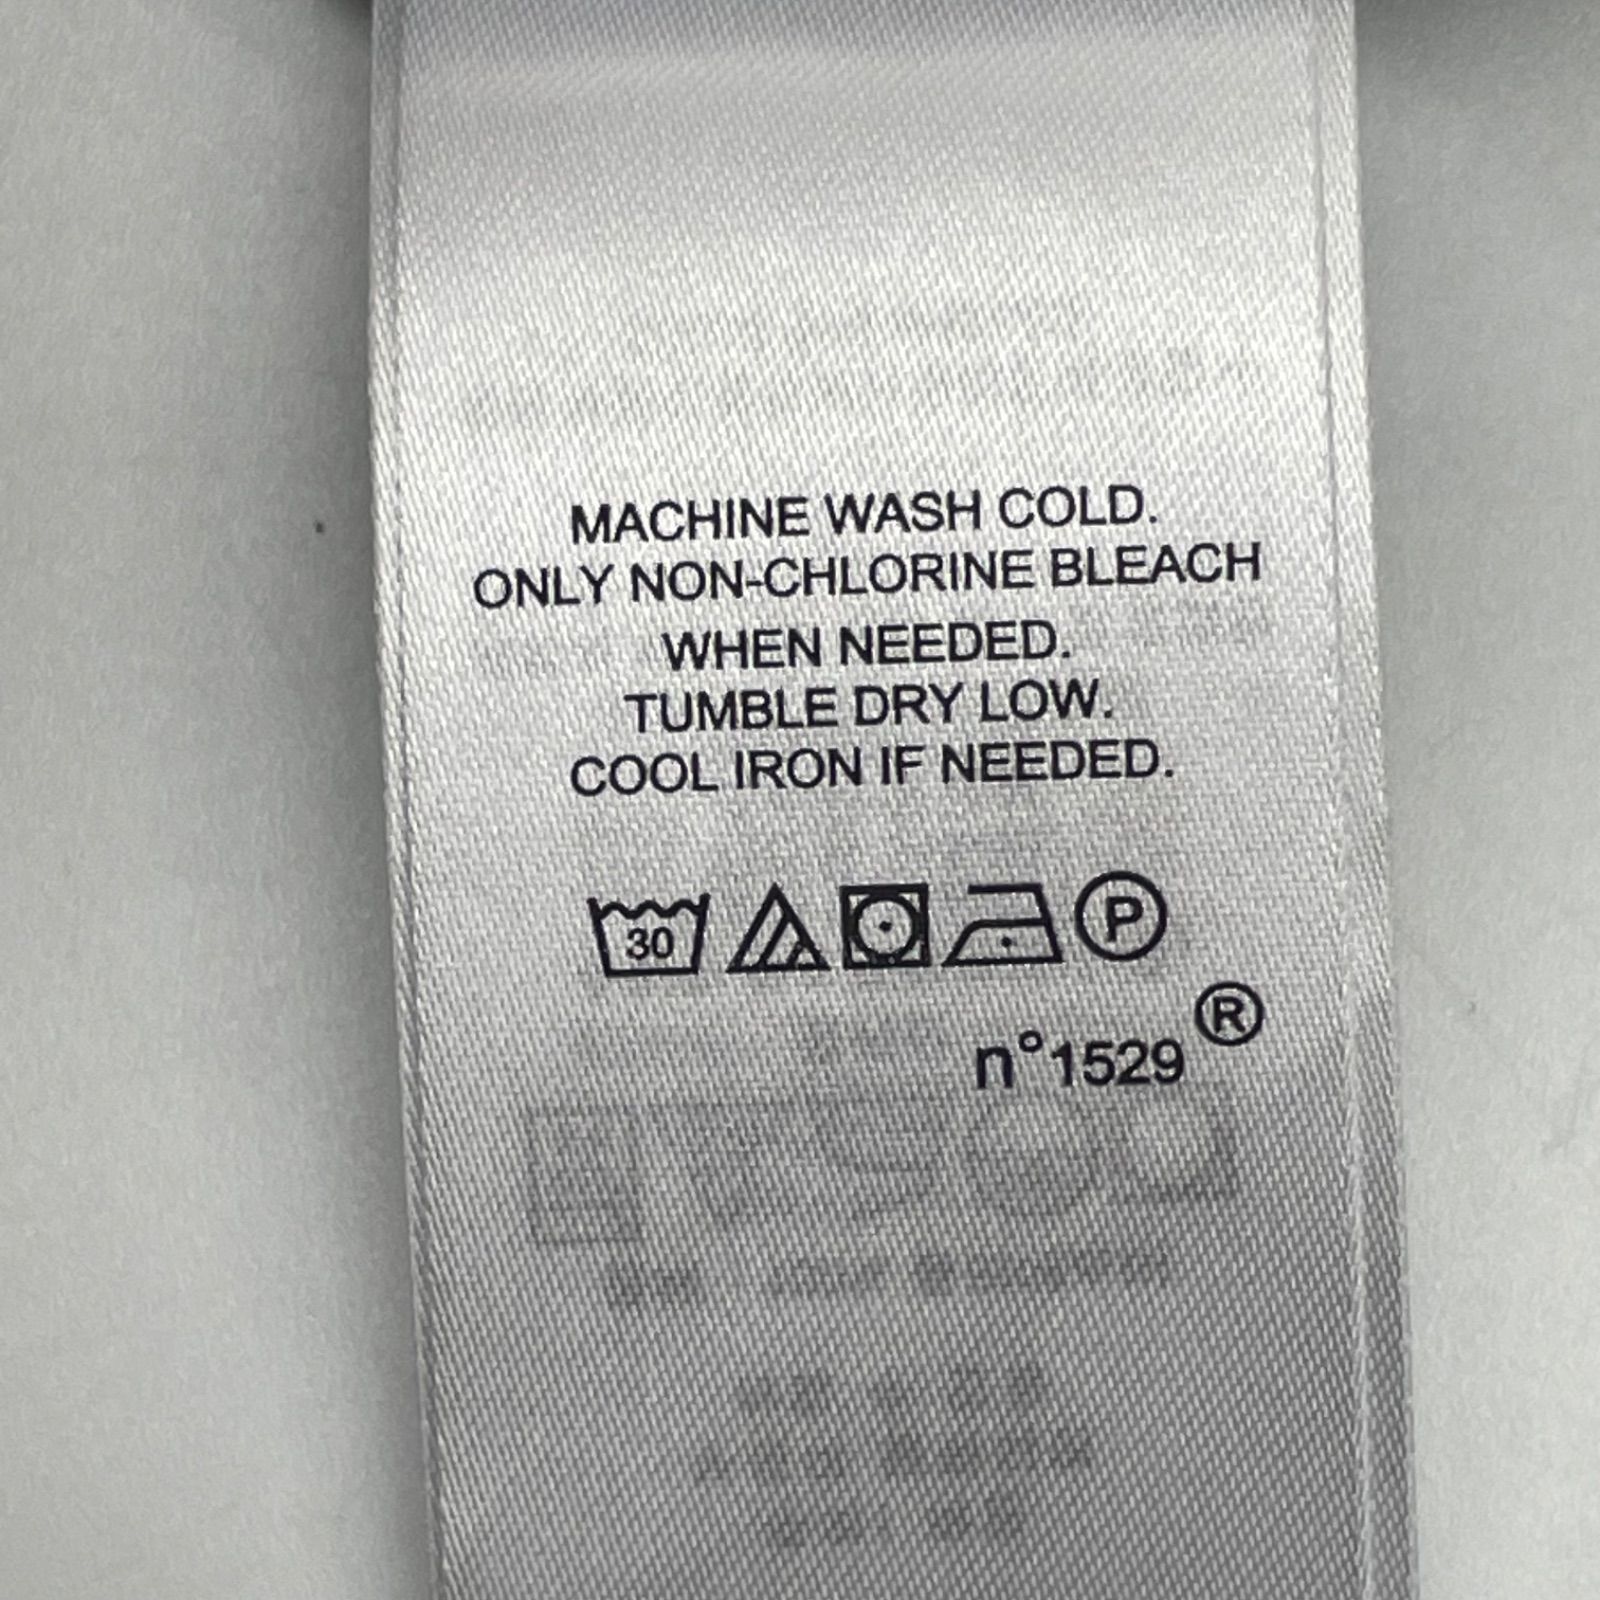 MACHINE WASH COLD.
ONLY NON-CHLORINE BLEACH
WHEN NEEDED.
TUMBLE DRY LOW.
COOL IRON IF NEEDED.
30 P
n°1529®